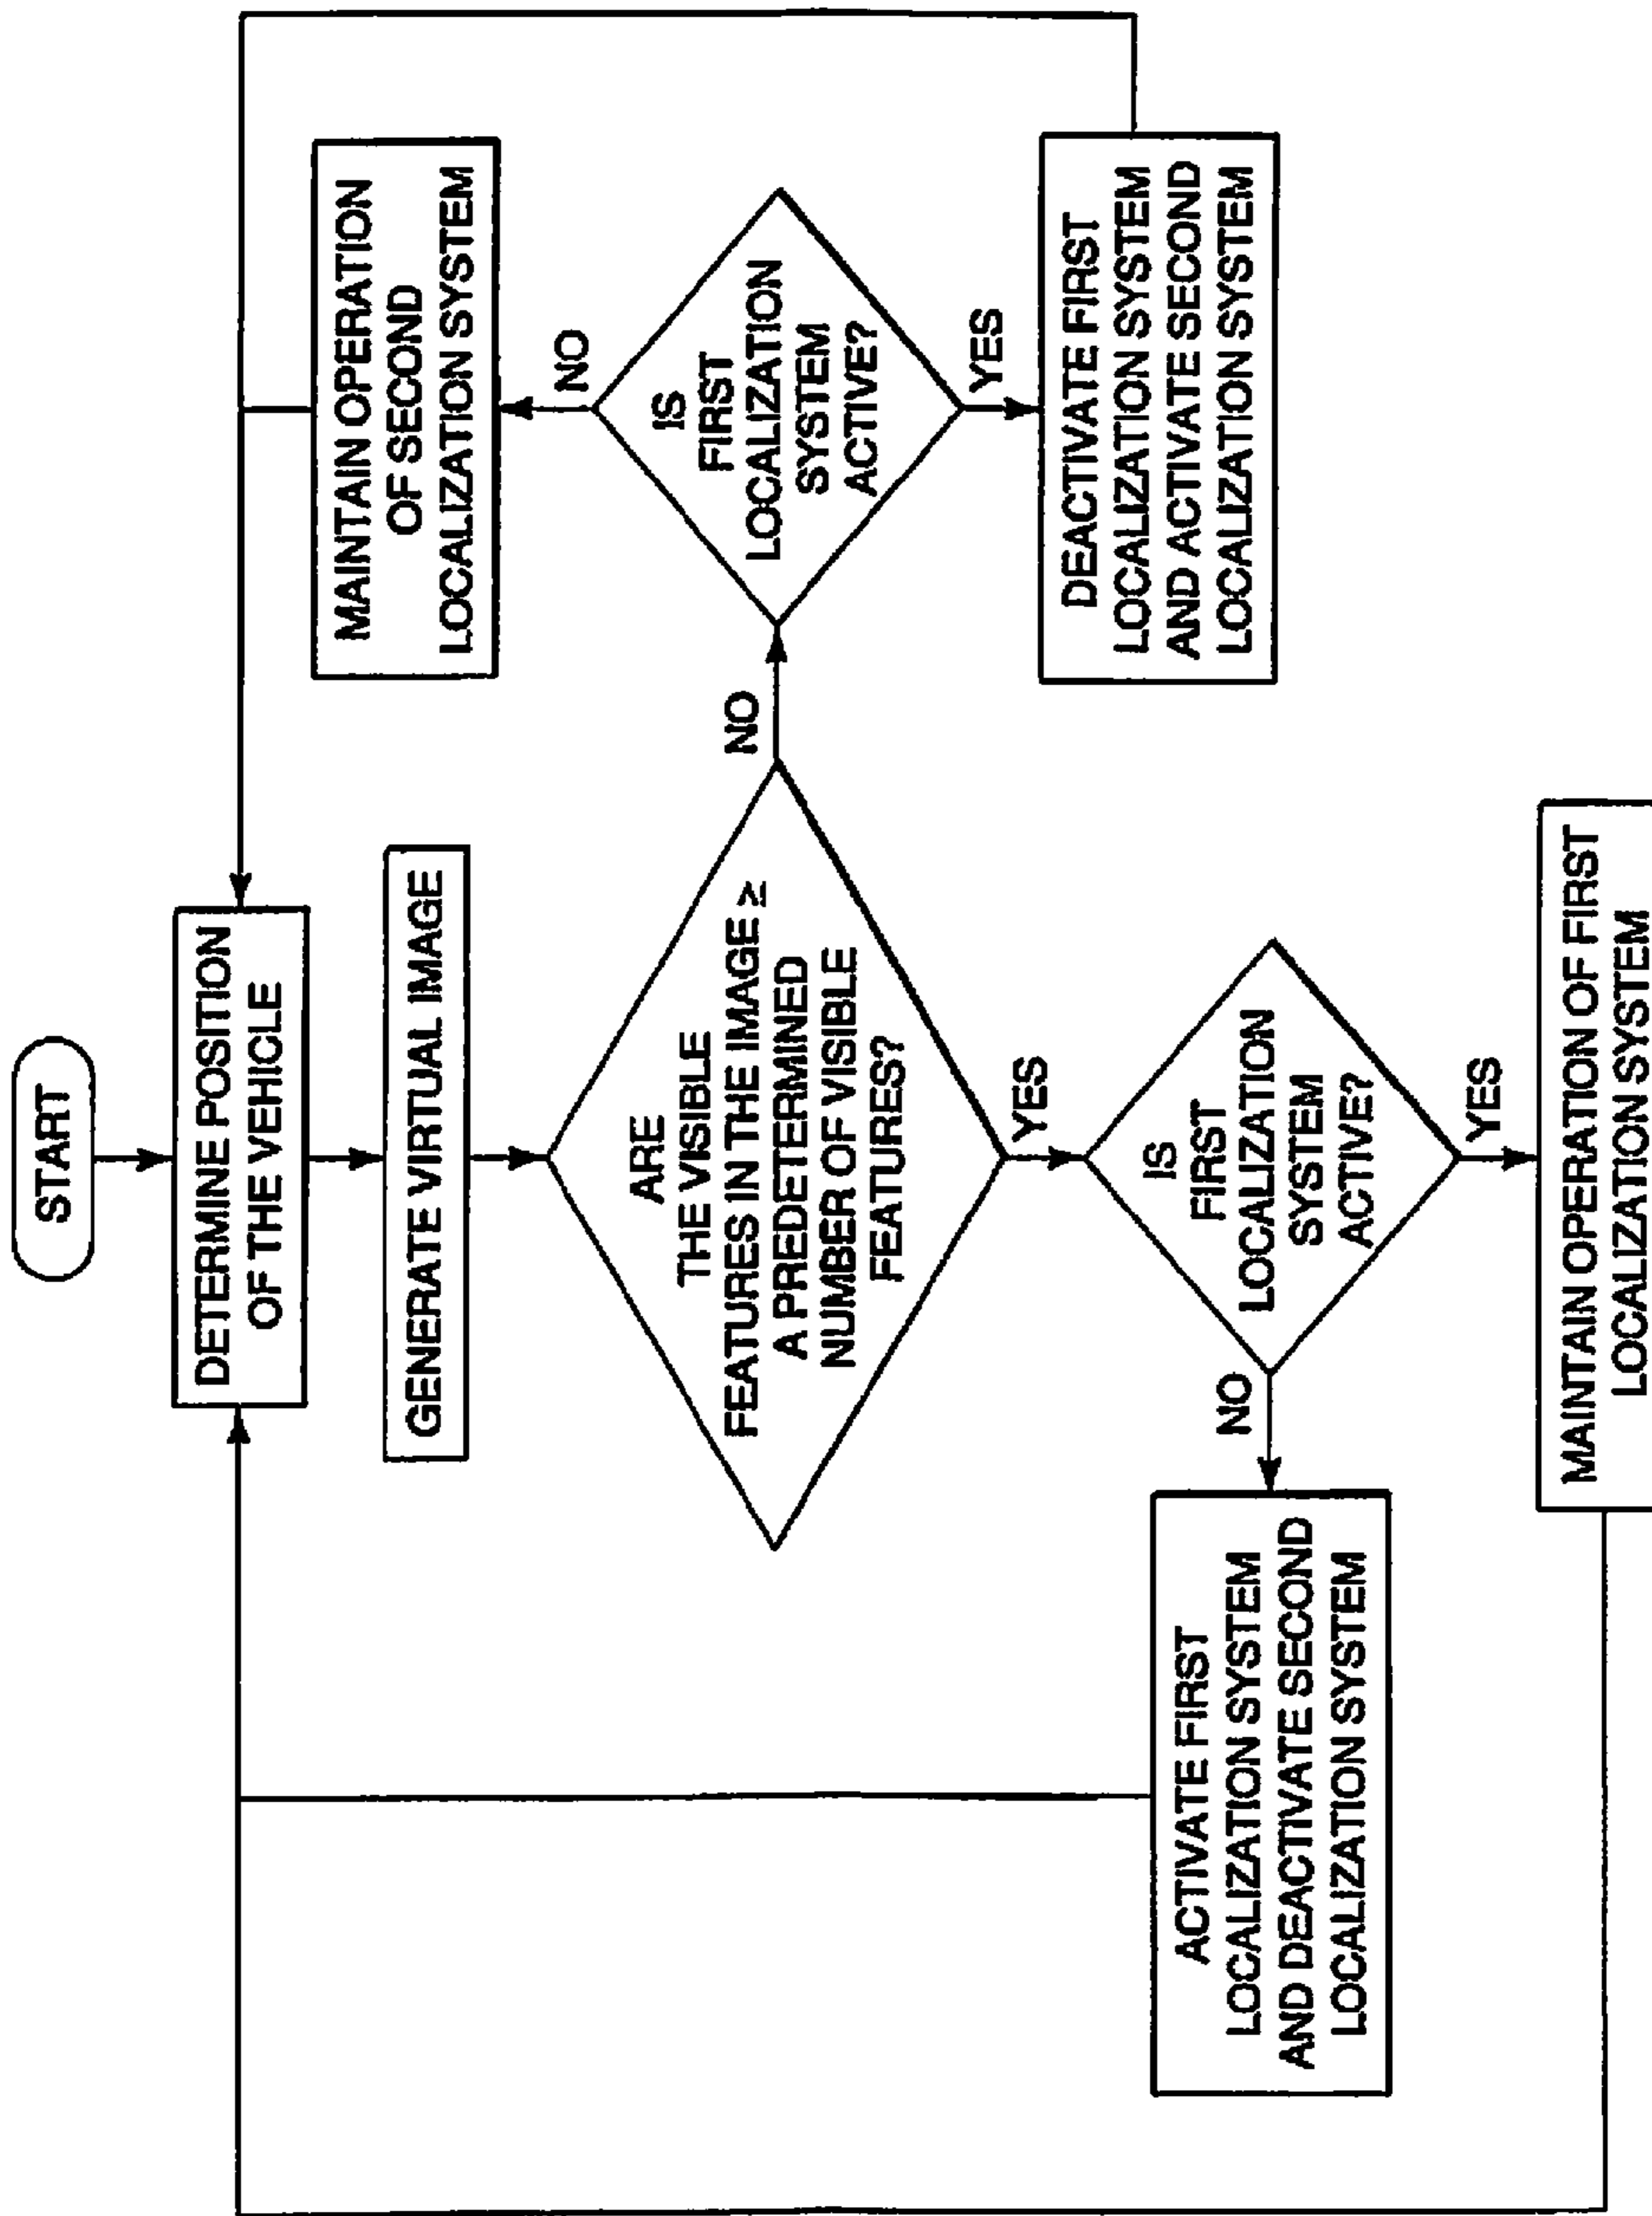 START
DETERMINE POSITION
OF THE VEHICLE
GENERATE VIRTUAL IMAGE
ARE
THE VISIBLE
FEATURES IN THE IMAGE ≥
A PREDETERMINED
NUMBER OF VISIBLE
FEATURES?
NO
IS
FIRST
LOCALIZATION
SYSTEM
ACTIVE?
NO
MAINTAIN OPERATION
OF SECOND
LOCALIZATION SYSTEM
YES
DEACTIVATE FIRST
LOCALIZATION SYSTEM
AND ACTIVATE SECOND
LOCALIZATION SYSTEM
YES
IS
FIRST
LOCALIZATION
SYSTEM
ACTIVE?
NO
ACTIVATE FIRST
LOCALIZATION SYSTEM
AND DEACTIVATE SECOND
LOCALIZATION SYSTEM
YES
MAINTAIN OPERATION OF FIRST
LOCALIZATION SYSTEM